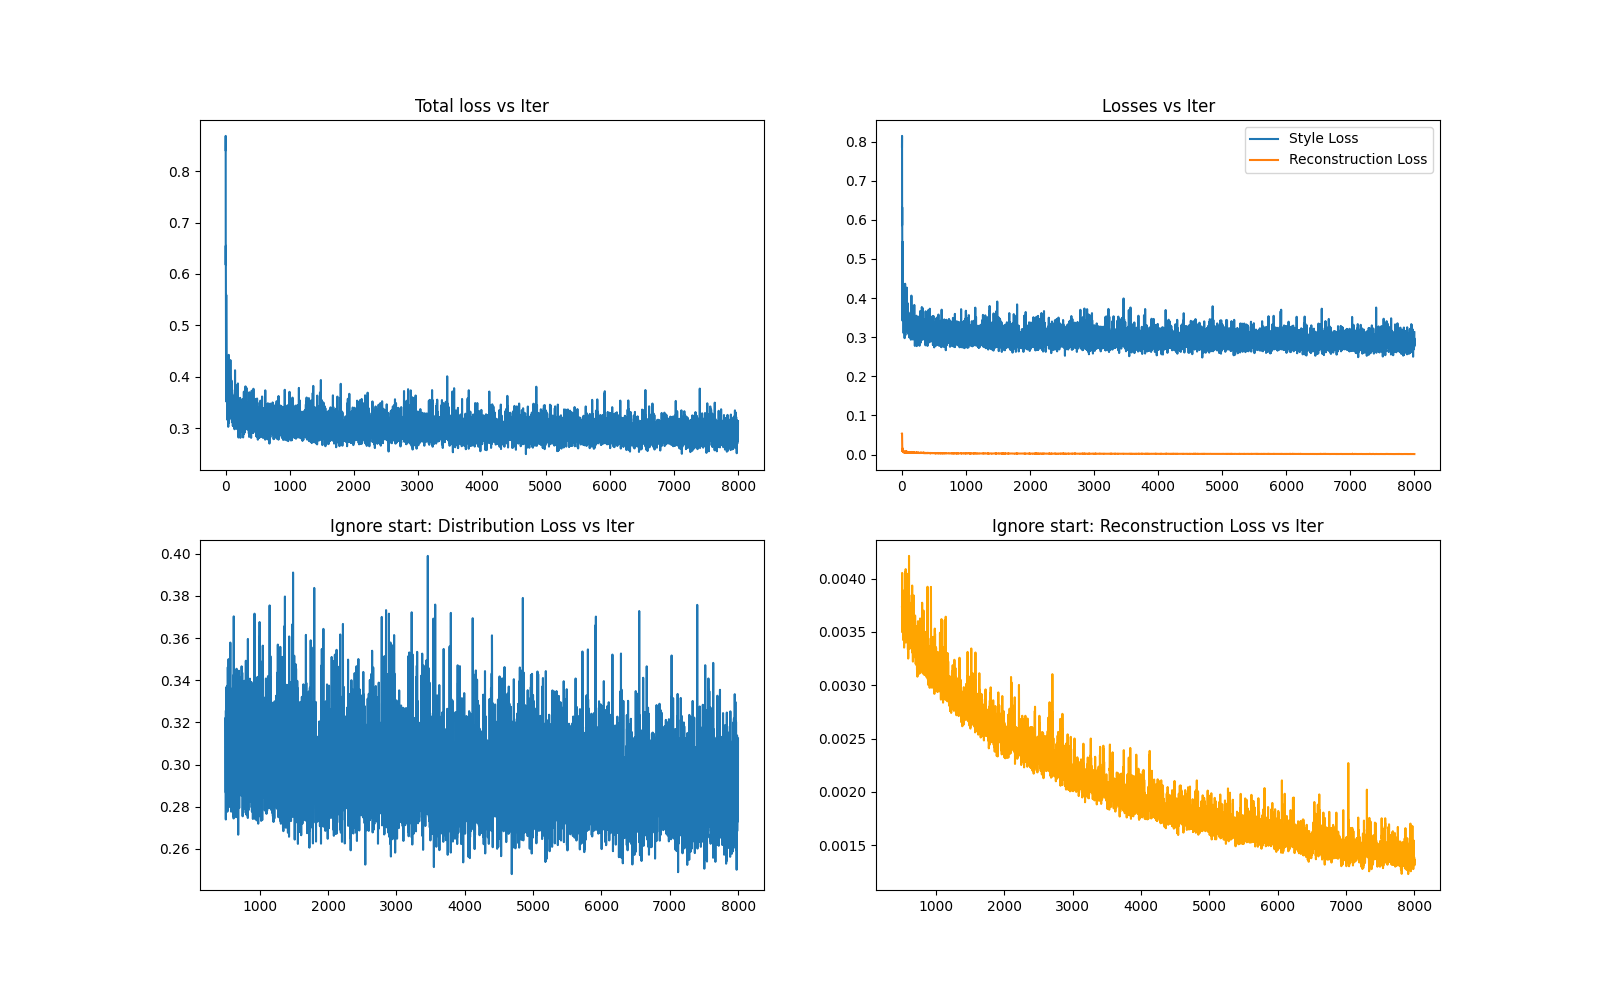 Total loss vs Iter
0.8
0.7
0.6
0.5
0.4
0.3
0 1000 2000 3000 4000 5000 6000 7000 8000
Losses vs Iter
Style Loss
Reconstruction Loss
0.8
0.7
0.6
0.5
0.4
0.3
0.2
0.1
0.0
0 1000 2000 3000 4000 5000 6000 7000 8000
Ignore start: Distribution Loss vs Iter
0.40
0.38
0.36
0.34
0.32
0.30
0.28
0.26
1000 2000 3000 4000 5000 6000 7000 8000
Ignore start: Reconstruction Loss vs Iter
0.0040
0.0035
0.0030
0.0025
0.0020
0.0015
1000 2000 3000 4000 5000 6000 7000 8000